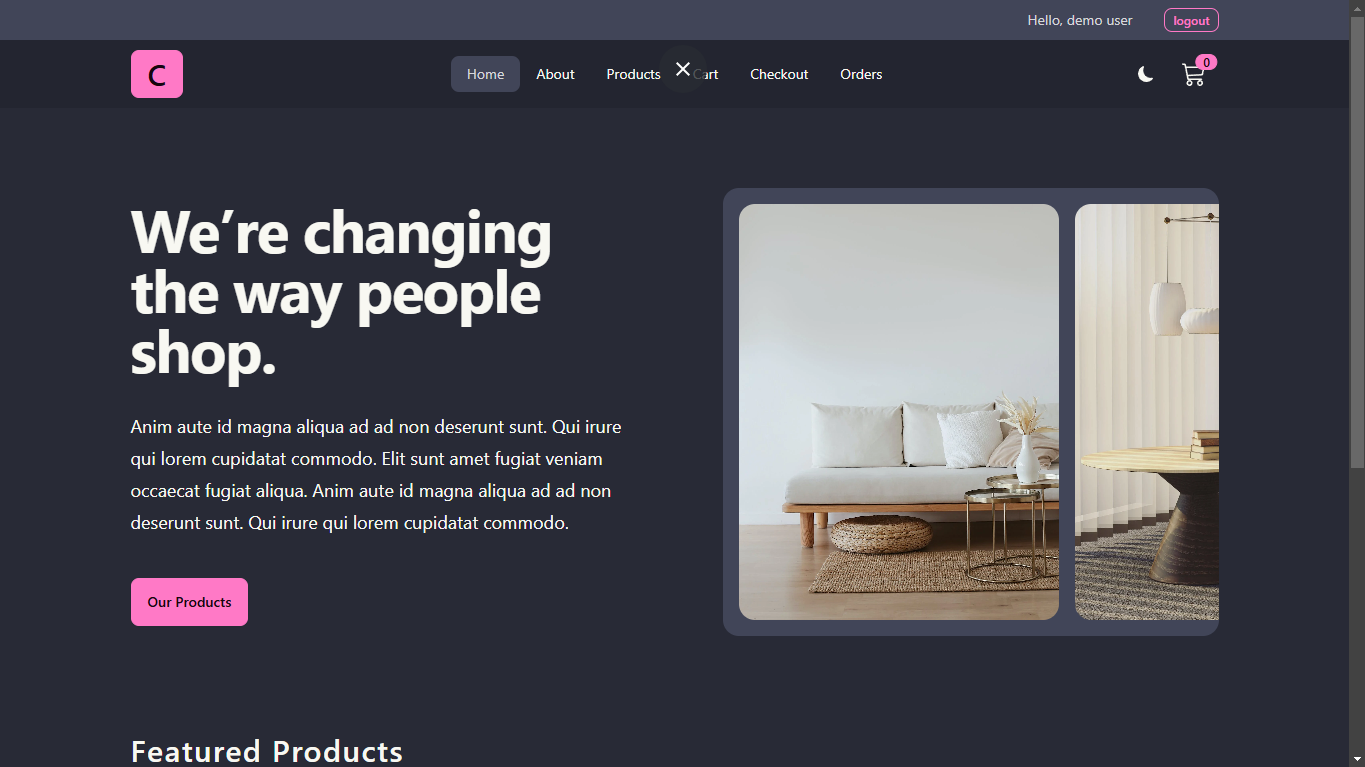 Hello, demo user
logout
C
Home About Products Cart Checkout Orders
0
We’re changing
the way people
shop.
Anim aute id magna aliqua ad ad non deserunt sunt. Qui irure
qui lorem cupidatat commodo. Elit sunt amet fugiat veniam
occaecat fugiat aliqua. Anim aute id magna aliqua ad ad non
deserunt sunt. Qui irure qui lorem cupidatat commodo.
Our Products
Featured Products